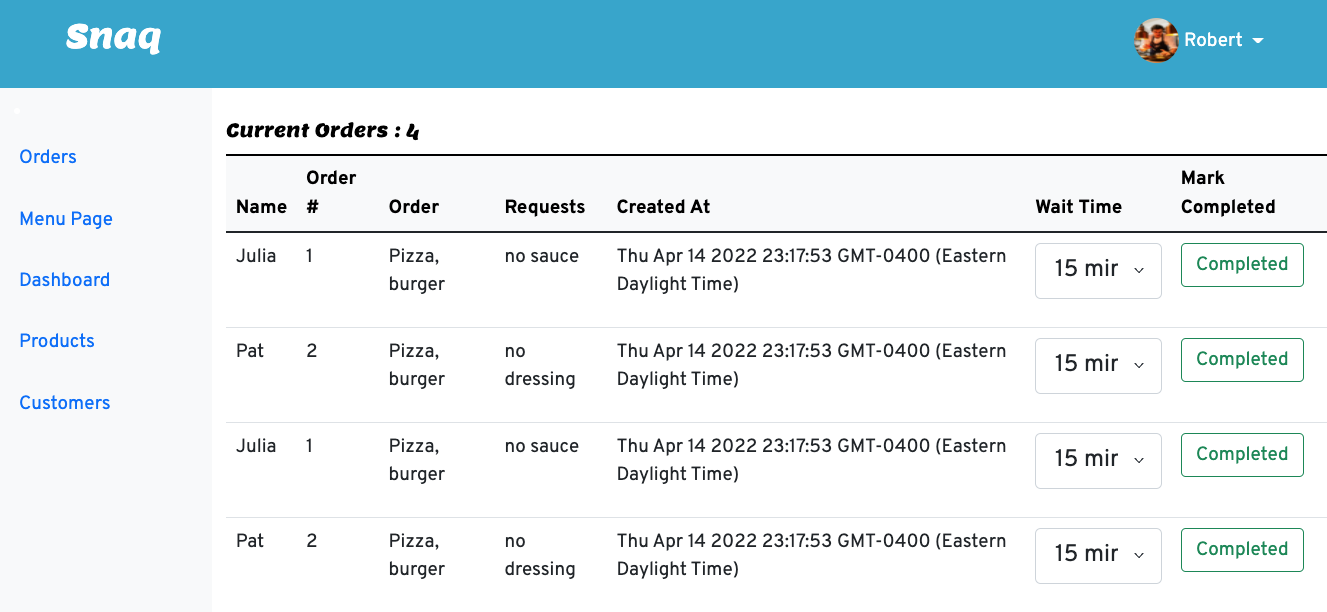 Snaq
Robert
Orders
Menu Page
Dashboard
Products
Customers
Current Orders : 4
Name Order # Order Requests Created At Wait Time Mark Completed
Julia 1 Pizza, no sauce Thu Apr 14 2022 23:17:53 GMT-0400 (Eastern 15 mir Completed
burger Daylight Time)
Pat 2 Pizza, no Thu Apr 14 2022 23:17:53 GMT-0400 (Eastern 15 mir Completed
burger dressing Daylight Time)
Julia 1 Pizza, no sauce Thu Apr 14 2022 23:17:53 GMT-0400 (Eastern 15 mir Completed
burger Daylight Time)
Pat 2 Pizza, no Thu Apr 14 2022 23:17:53 GMT-0400 (Eastern 15 mir Completed
burger dressing Daylight Time)